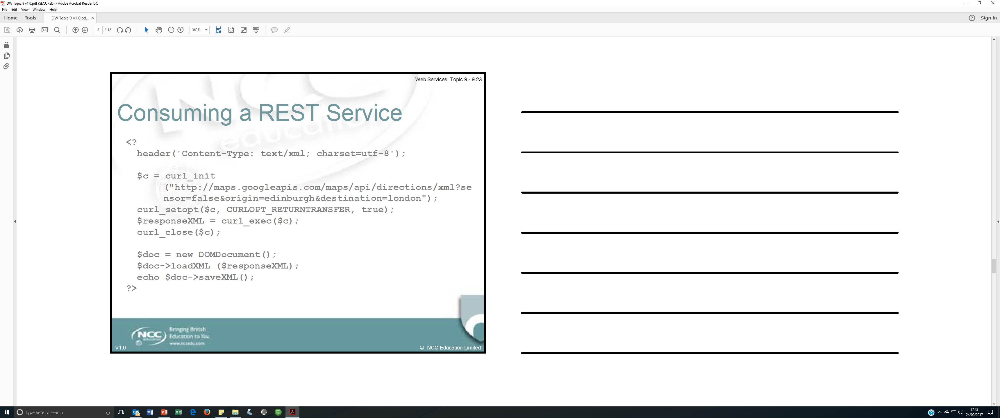 DW Topic 9 v1.0.pdf (SECURED) - Adobe Acrobat Reader DC
File Edit View Window Help
Home Tools DW Topic 9 v1.0.pd... × Sign In
8 / 12 369%
Web Services Topic 9 - 9.23
Consuming a REST Service
<?
header('Content-Type: text/xml; charset=utf-8');
$c = curl_init
("http://maps.googleapis.com/maps/api/directions/xml?se
nsor=false&origin=edinburgh&destination=london");
curl_setopt($c, CURLOPT_RETURNTRANSFER, true);
$responseXML = curl_exec($c);
curl_close($c);
$doc = new DOMDocument();
$doc->loadXML ($responseXML);
echo $doc->saveXML();
?>
NCC education
Bringing British
Education to You
www.nccedu.com
V1.0
© NCC Education Limited
Type here to search
17:42
24/09/2017